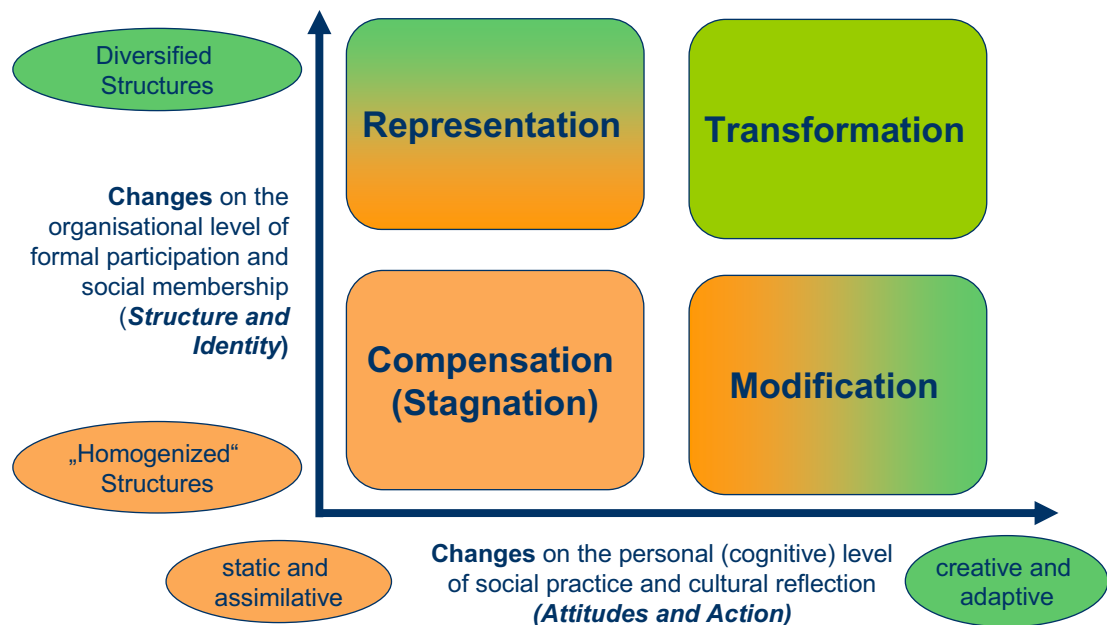 Diversified
Structures
Representation
Transformation
Changes on the
organisational level of
formal participation and
social membership
(Structure and
Identity)
Compensation
(Stagnation)
Modification
„Homogenized“
Structures
static and
assimilative
Changes on the personal (cognitive) level
of social practice and cultural reflection
(Attitudes and Action)
creative and
adaptive